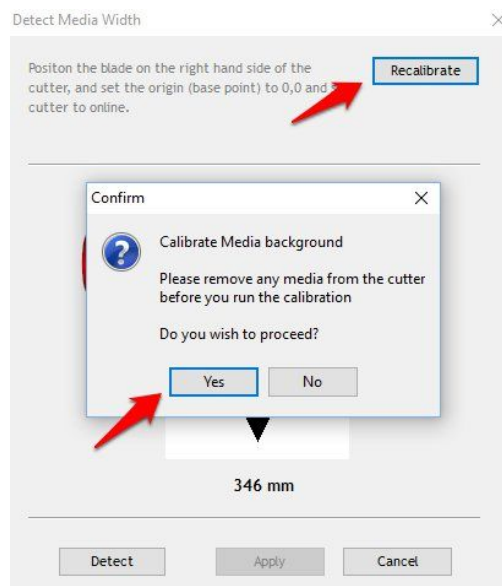 Detect Media Width
Positon the blade on the right hand side of the
Recalibrate
cutter, and set the origin (base point) to 0,0 and
cutter to online.
Confirm
Calibrate Media background
Please remove any media from the cutter
before you run the calibration
Do you wish to proceed?
Yes
No
346 mm
Detect
Apply
Cancel